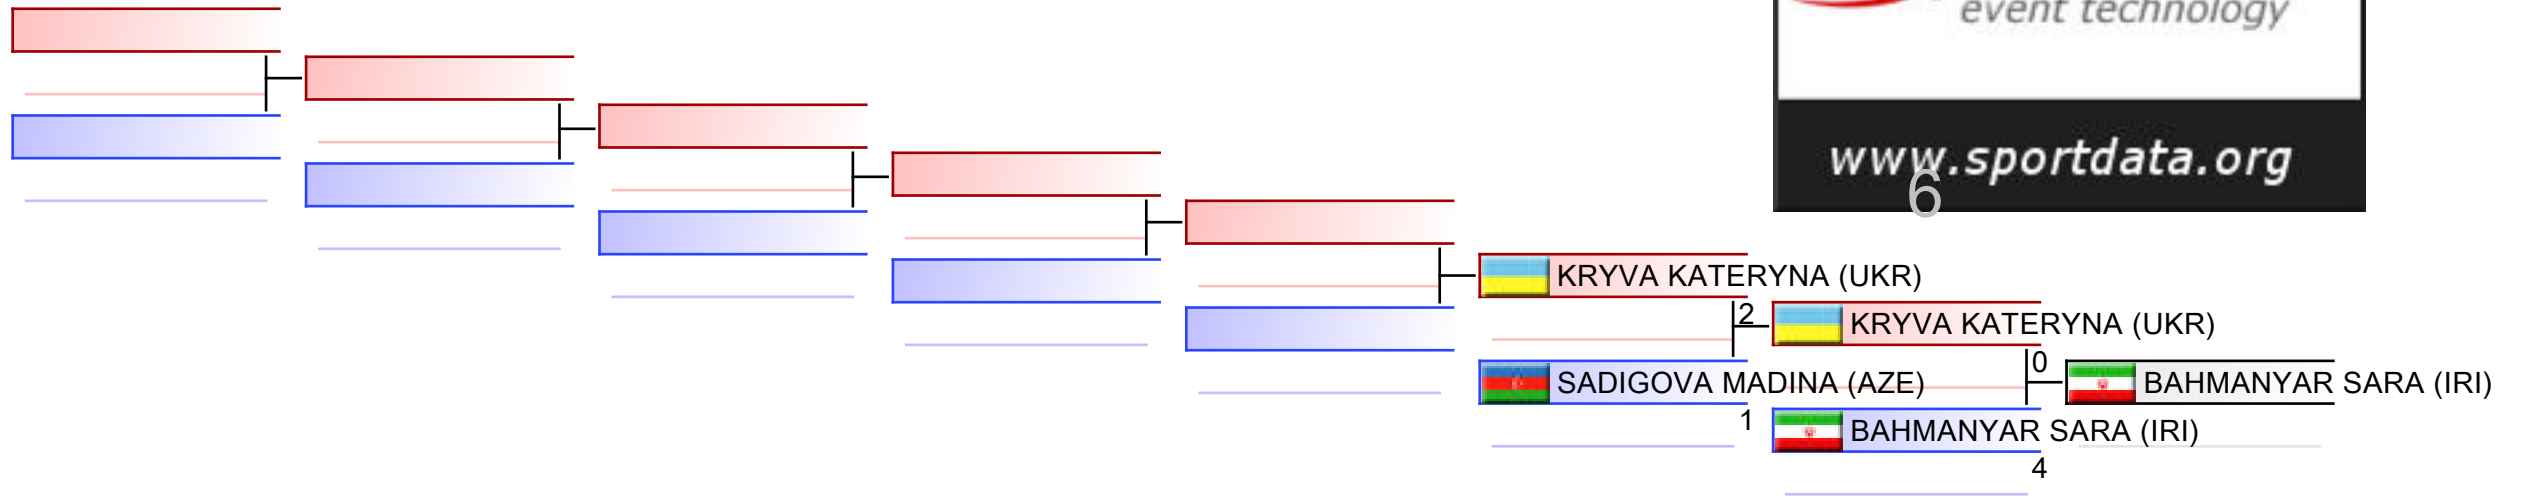 event technology
www.sportdata.org
6
KRYVA KATERYNA (UKR)
2
KRYVA KATERYNA (UKR)
0
SADIGOVA MADINA (AZE)
BAHMANYAR SARA (IRI)
1
BAHMANYAR SARA (IRI)
4